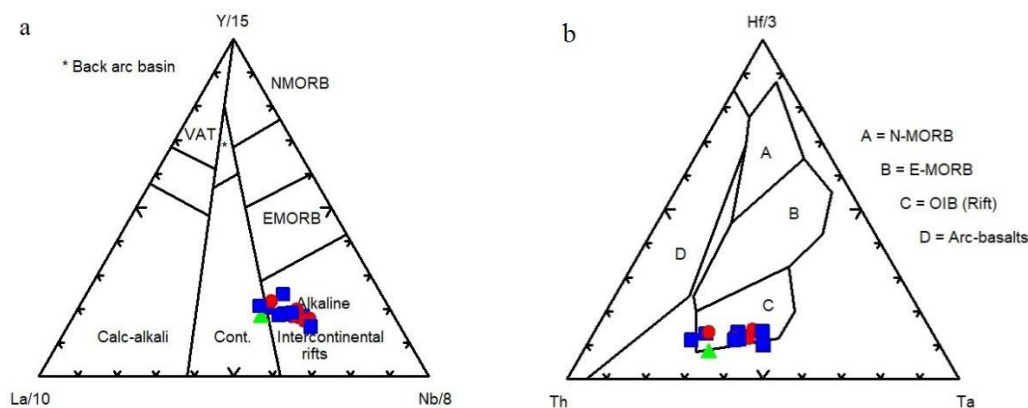 a
Y/15
* Back arc basin
NMORB
VAT
*
EMORB
Alkaline
Calc-alkali
Cont.
Intercontinental
rifts
La/10
Nb/8
b
Hf/3
A
B
C
D
A = N-MORB
B = E-MORB
C = OIB (Rift)
D = Arc-basalts
Th
Ta